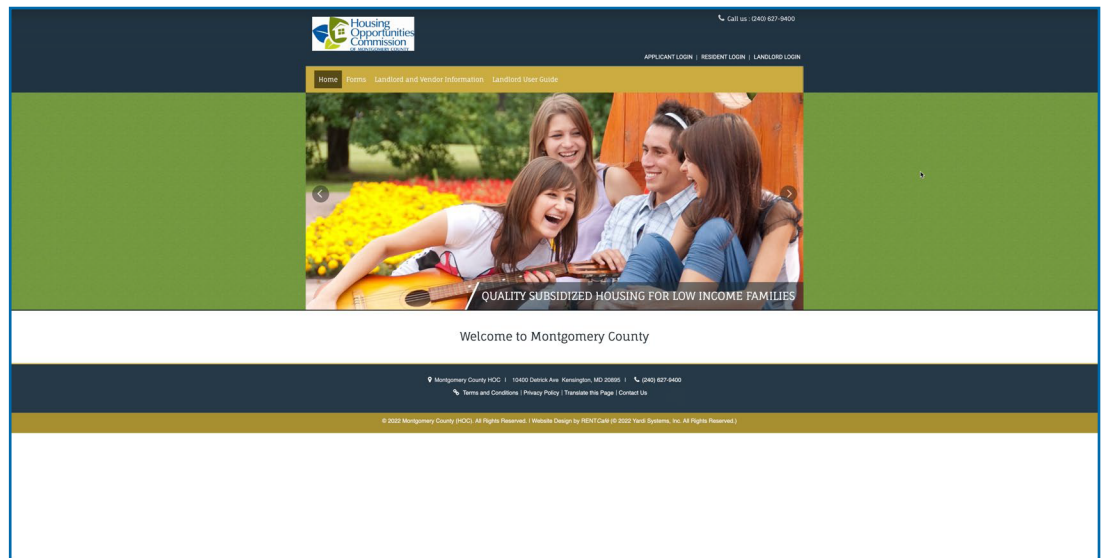 Housing
Opportunities
Commission
OF MONTGOMERY COUNTY
Call us : (240) 627-9400
APPLICANT LOGIN | RESIDENT LOGIN | LANDLORD LOGIN
Home Forms Landlord and Vendor Information Landlord User Guide
QUALITY SUBSIDIZED HOUSING FOR LOW INCOME FAMILIES
Welcome to Montgomery County
Montgomery County HOC | 10400 Detrick Ave Kensington, MD 20895 | (240) 627-9400
Terms and Conditions | Privacy Policy | Translate this Page | Contact Us
© 2022 Montgomery County (HOC). All Rights Reserved. | Website Design by RENTCafé (© 2022 Yardi Systems, Inc. All Rights Reserved.)